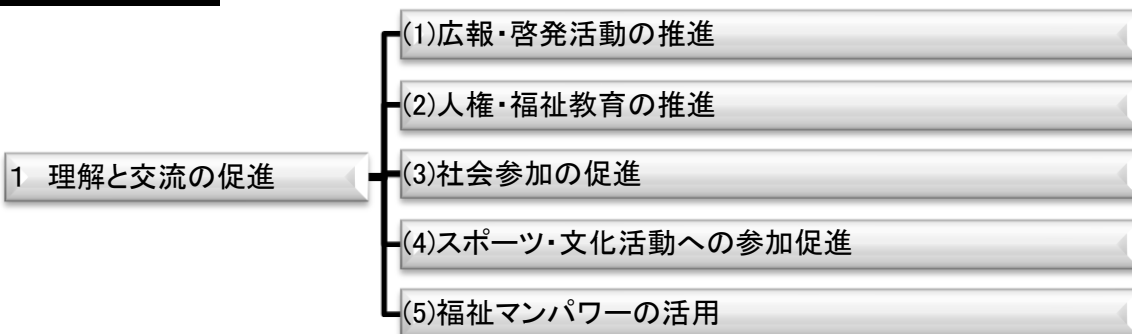 1 理解と交流の促進
(1)広報・啓発活動の推進
(2)人権・福祉教育の推進
(3)社会参加の促進
(4)スポーツ・文化活動への参加促進
(5)福祉マンパワーの活用